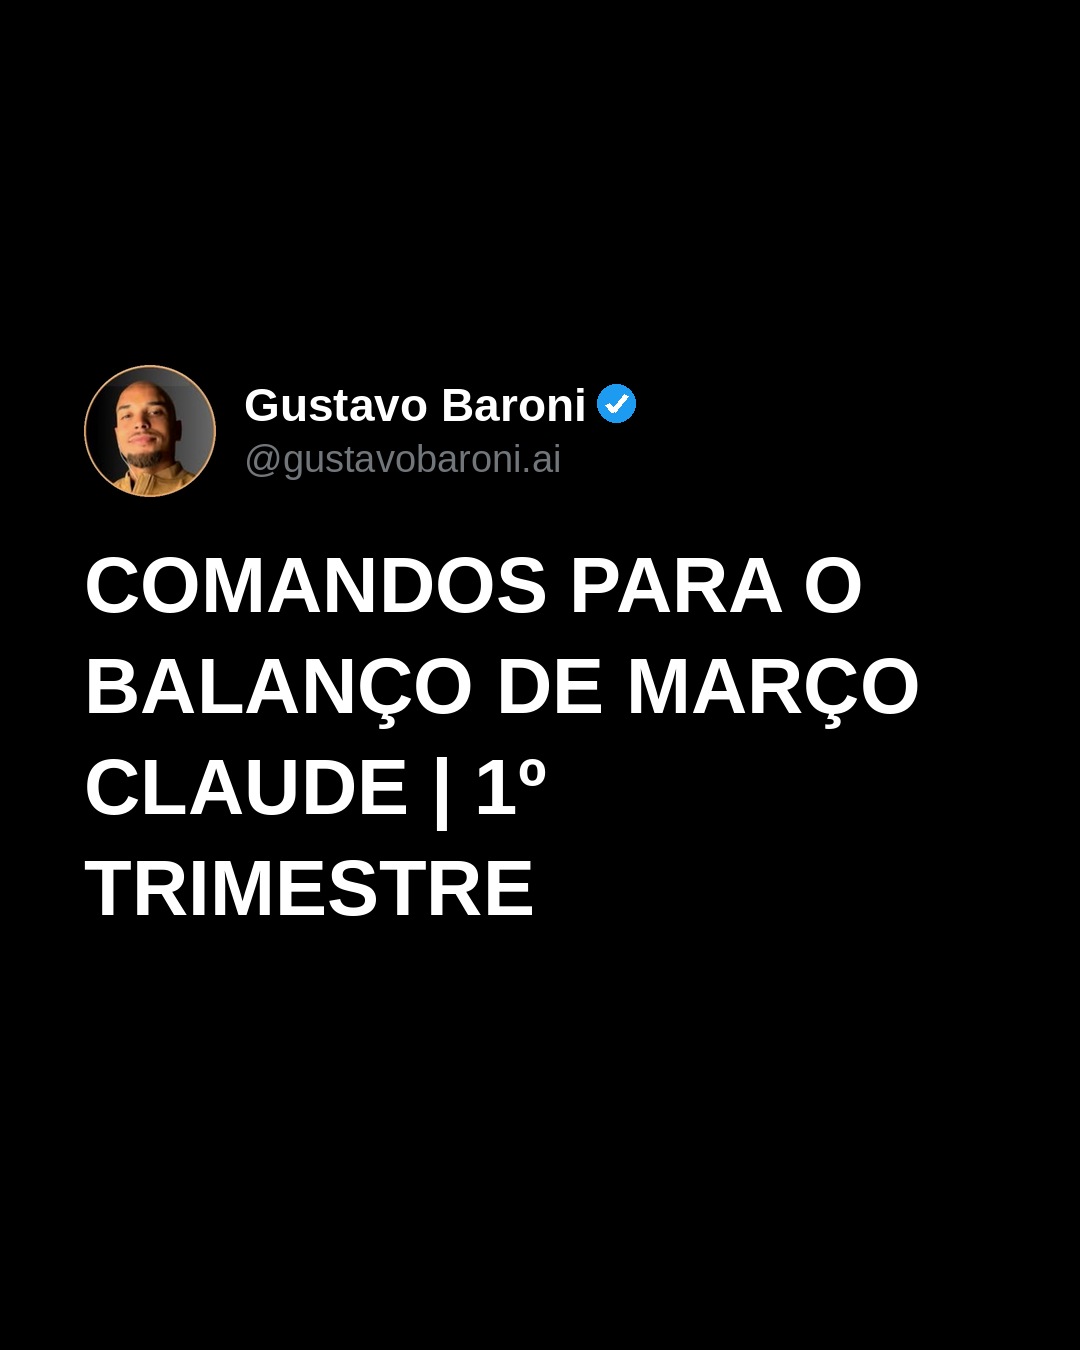 Gustavo Baroni
@gustavobaroni.ai
COMANDOS PARA O
BALANÇO DE MARÇO
CLAUDE | 1º
TRIMESTRE